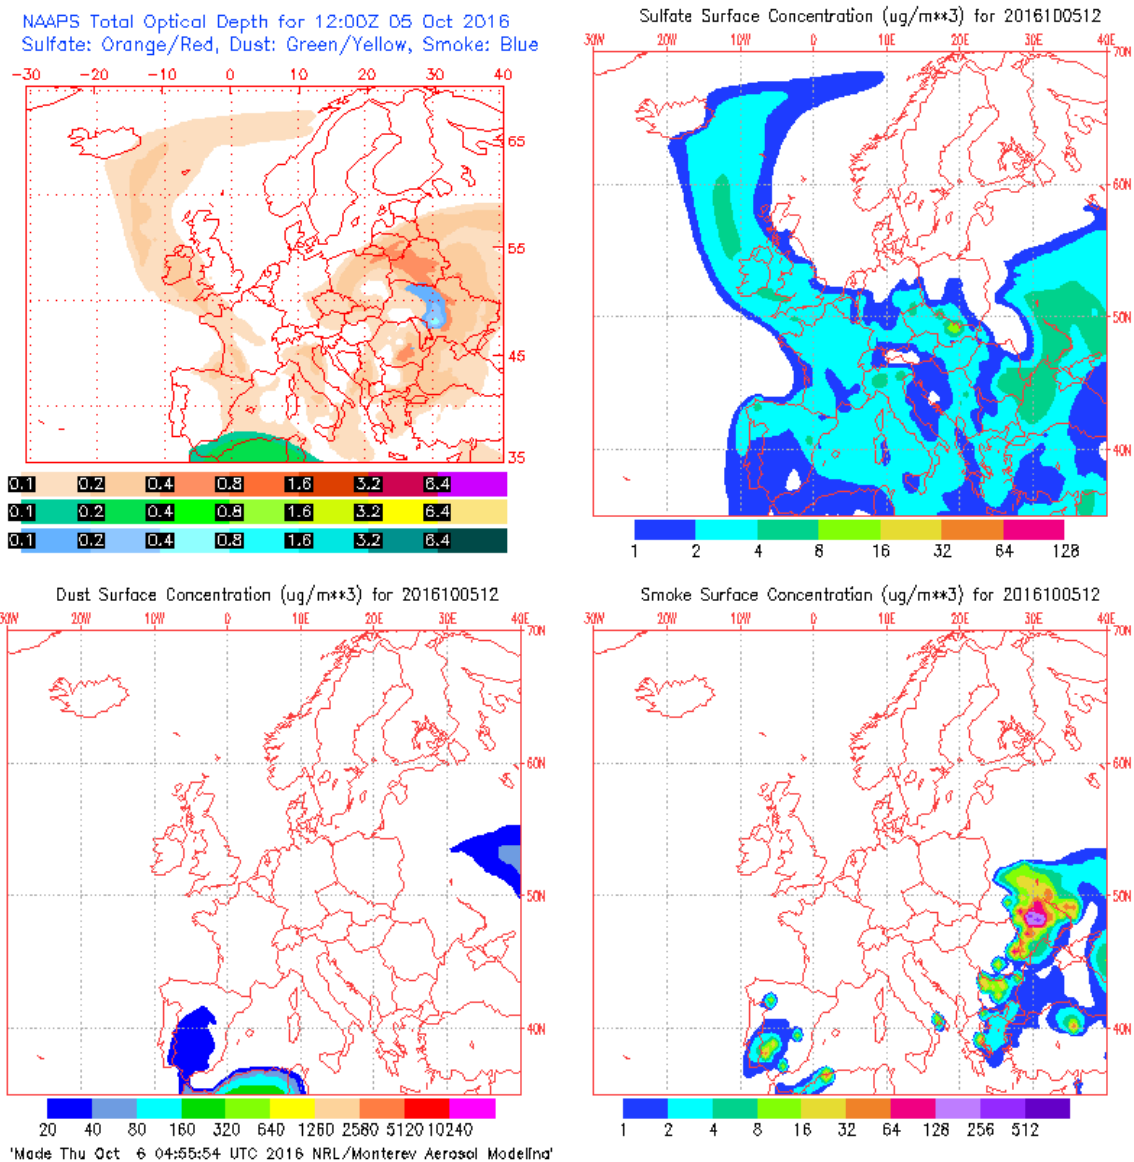 NAAPS Total Optical Depth for 12:00Z 05 Oct 2016
Sulfate: Orange/Red, Dust: Green/Yellow, Smoke: Blue
-30 -20 -10 0 10 20 30 40
65
55
45
35
0.1 0.2 0.4 0.8 1.6 3.2 6.4
0.1 0.2 0.4 0.8 1.6 3.2 6.4
0.1 0.2 0.4 0.8 1.6 3.2 6.4
Sulfate Surface Concentration (ug/m**3) for 2016100512
30W 20W 10W 0 10E 20E 30E 40E
70N
60N
50N
40N
1 2 4 8 16 32 64 128
Dust Surface Concentration (ug/m**3) for 2016100512
30W 20W 10W 0 10E 20E 30E 40E
70N
60N
50N
40N
20 40 80 160 320 640 1260 2580 5120 10240
Smoke Surface Concentration (ug/m**3) for 2016100512
30W 20W 10W 0 10E 20E 30E 40E
70N
60N
50N
40N
1 2 4 8 16 32 64 128 256 512
'Made Thu Oct 6 04:55:54 UTC 2016 NRL/Monterey Aerosol Modeling'